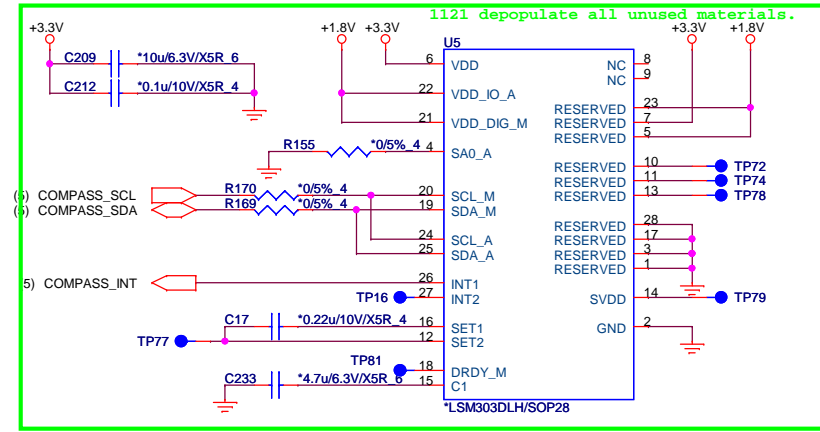 1121 depopulate all unused materials.
+3.3V
+1.8V
+3.3V
+3.3V
+1.8V
U5
C209
*10u/6.3V/X5R_6
C212
*0.1u/10V/X5R_4
6
VDD
22
VDD_IO_A
21
VDD_DIG_M
R155
*0/5%_4
4
SA0_A
(5) COMPASS_SCL
R170
*0/5%_4
20
SCL_M
(5) COMPASS_SDA
R169
*0/5%_4
19
SDA_M
24
SCL_A
25
SDA_A
5) COMPASS_INT
26
INT1
TP16
27
INT2
C17
*0.22u/10V/X5R_4
16
SET1
TP77
12
SET2
TP81
18
DRDY_M
C233
*4.7u/6.3V/X5R_6
15
C1
NC
8
NC
9
RESERVED
23
RESERVED
7
RESERVED
5
RESERVED
10
TP72
RESERVED
11
TP74
RESERVED
13
TP78
RESERVED
28
RESERVED
17
RESERVED
3
RESERVED
1
SVDD
14
TP79
GND
2
*LSM303DLH/SOP28